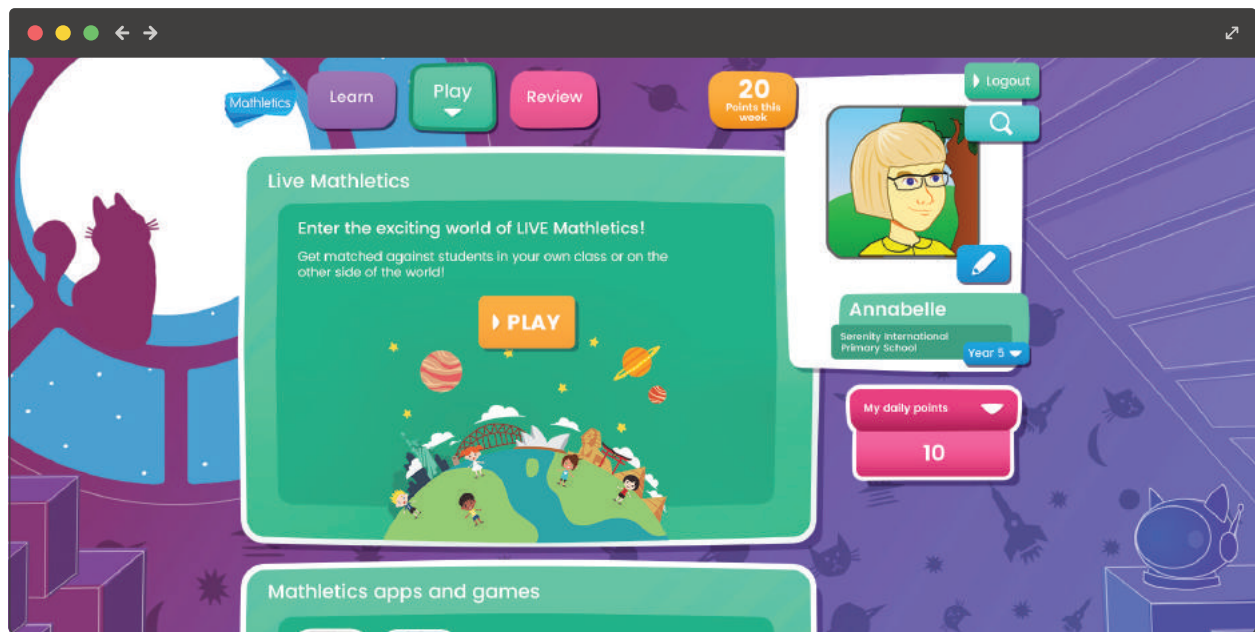 Mathletics
Learn
Play
Review
20
Points this
week
Logout
Live Mathletics
Enter the exciting world of LIVE Mathletics!
Get matched against students in your own class or on the
other side of the world!
PLAY
Annabelle
Serenity International
Primary School
Year 5
My daily points
10
Mathletics apps and games